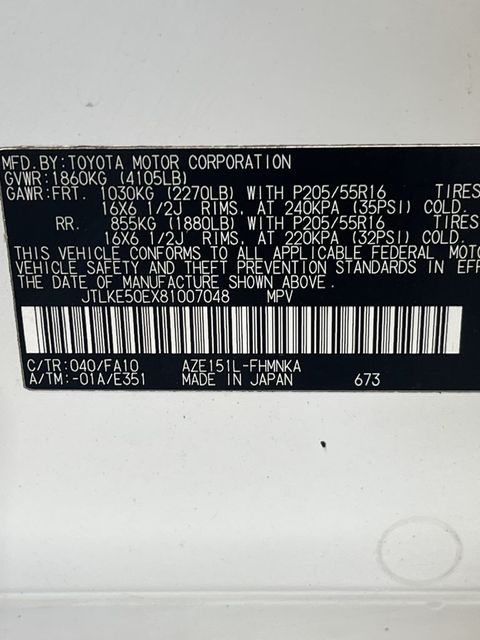 MFD.BY:TOYOTA MOTOR CORPORATION
GVWR:1860KG (4105LB)
GAWR:FRT. 1030KG (2270LB) WITH P205/55R16 TIRES
16X6 1/2J RIMS, AT 240KPA (35PSI) COLD.
RR. 855KG (1880LB) WITH P205/55R16 TIRES
16X6 1/2J RIMS, AT 220KPA (32PSI) COLD.
THIS VEHICLE CONFORMS TO ALL APPLICABLE FEDERAL MOTO
VEHICLE SAFETY AND THEFT PREVENTION STANDARDS IN EFF
THE DATE OF MANUFACTURE SHOWN ABOVE.
JTLKE50EX81007048 MPV
C/TR:040/FA10 AZE151L-FHMNKA
A/TM:-01A/E351 MADE IN JAPAN 673